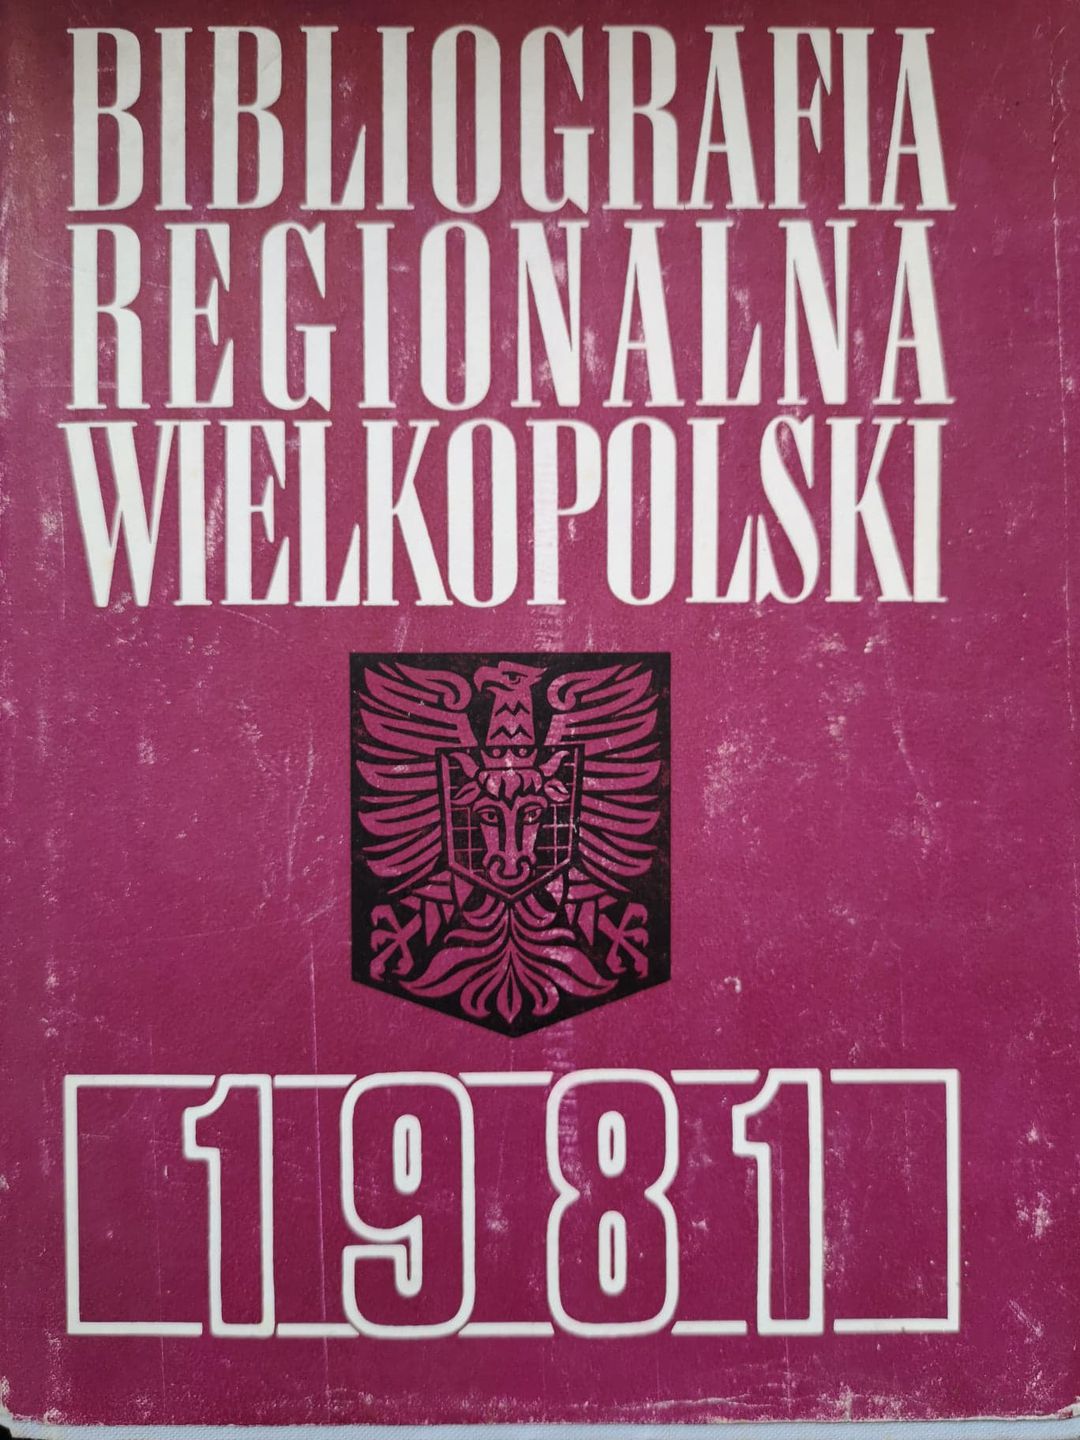 BIBLIOGRAFIA
REGIONALNA
WIELKOPOLSKI
1981